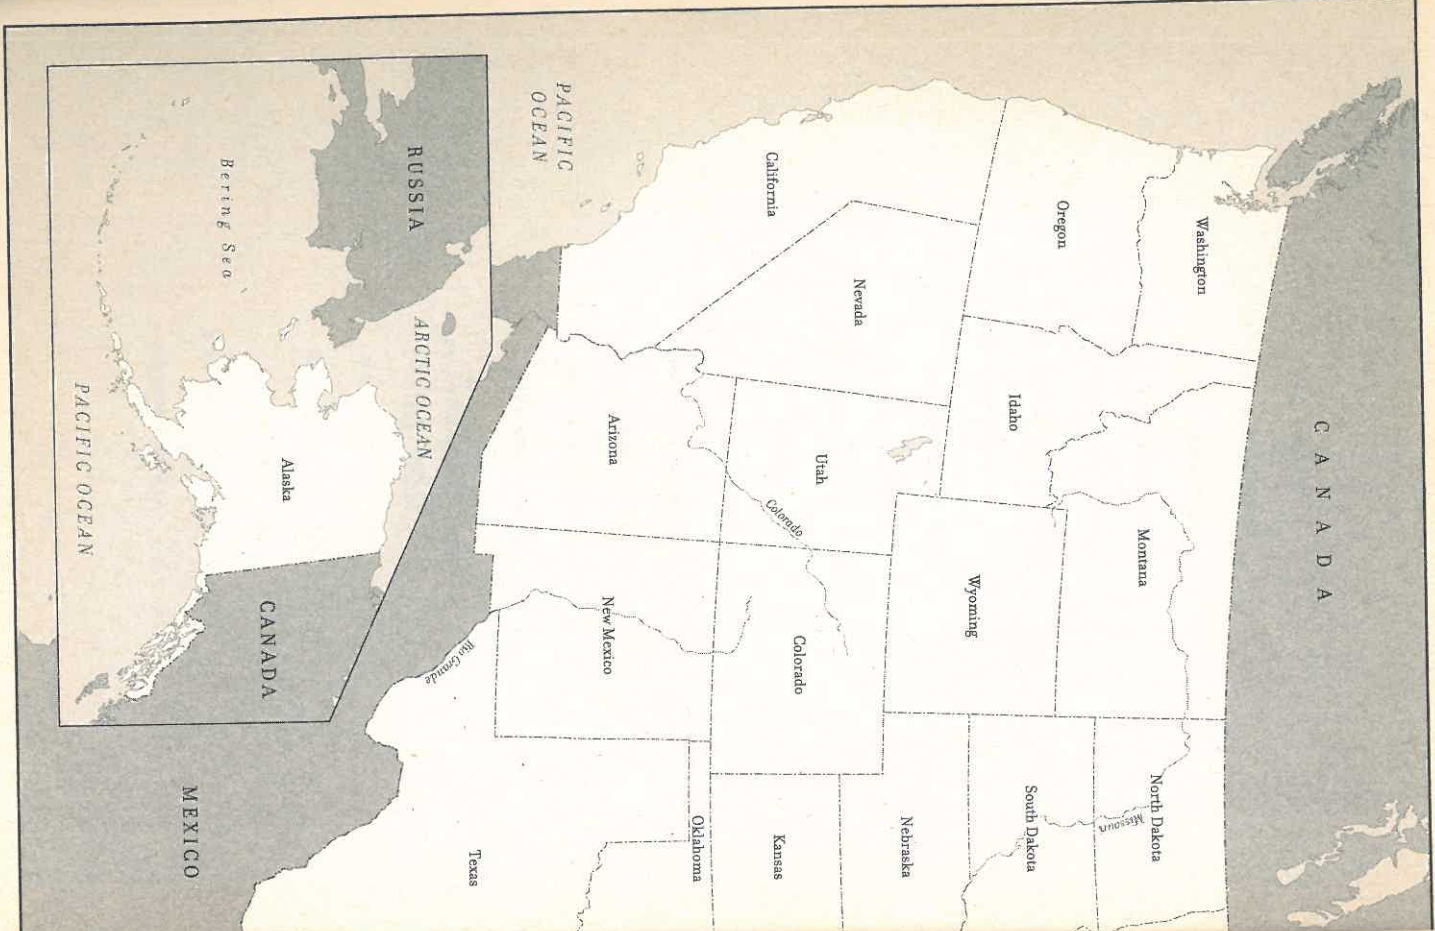 CANADA
Washington
Oregon
Montana
North Dakota
Missouri
Idaho
South Dakota
Wyoming
Nebraska
PACIFIC
OCEAN
Nevada
Utah
Colorado
Colorado
Kansas
California
Arizona
New Mexico
Oklahoma
Rio Grande
Texas
MEXICO
RUSSIA
ARCTIC OCEAN
Bering Sea
Alaska
CANADA
PACIFIC OCEAN